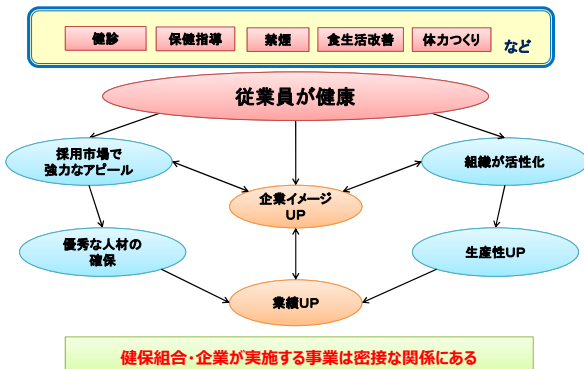 健診
保健指導
禁煙
食生活改善
体力つくり
など
従業員が健康
採用市場で
強力なアピール
組織が活性化
企業イメージ
UP
優秀な人材の
確保
生産性UP
業績UP
健保組合・企業が実施する事業は密接な関係にある